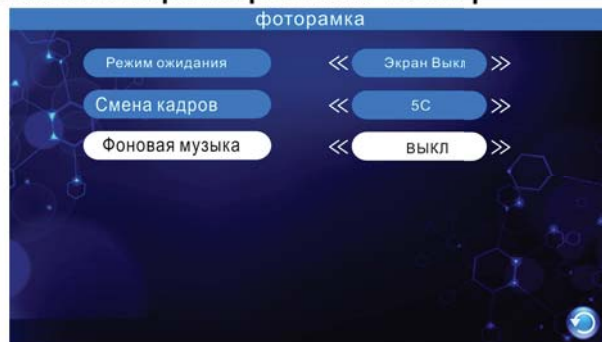 фоторамка
Режим ожидания « Экран Выкл »
Смена кадров « 5С »
Фоновая музыка « выкл »